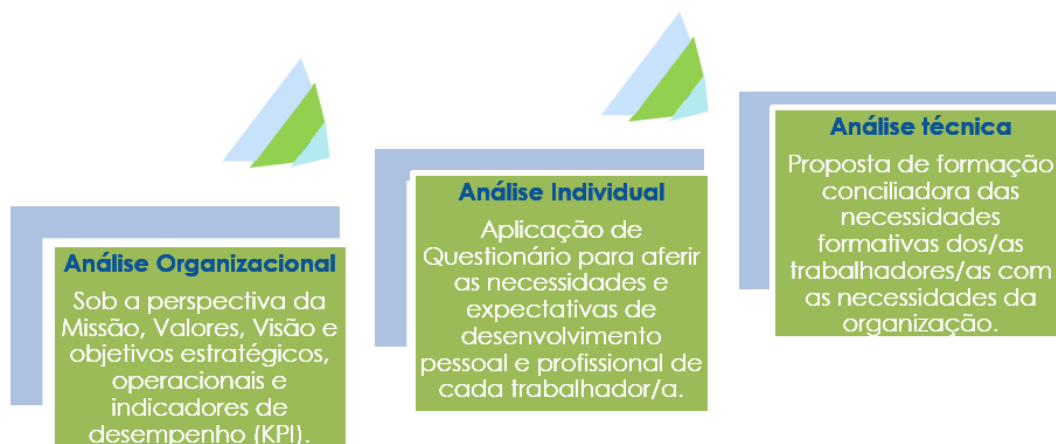 Análise Organizacional
Sob a perspectiva da
Missão, Valores, Visão e
objetivos estratégicos,
operacionais e
indicadores de
desempenho (KPI).
Análise Individual
Aplicação de
Questionário para aferir
as necessidades e
expectativas de
desenvolvimento
pessoal e profissional de
cada trabalhador/a.
Análise técnica
Proposta de formação
conciliadora das
necessidades
formativas dos/as
trabalhadores/as com
as necessidades da
organização.